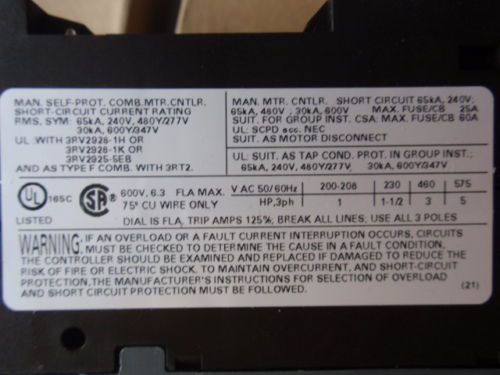 MAN. SELF-PROT. COMB.MTR.CNTLR.
SHORT-CIRCUIT CURRENT RATING
RMS, SYM: 65kA, 240V, 480Y/277V
30kA, 600Y/347V
UL: WITH 3RV2928-1H OR
3RV2928-1K OR
3RV2925-5EB
AND AS TYPE F COMB. WITH 3RT2.
MAN. MTR. CNTLR. SHORT CIRCUIT 65kA, 240V;
65kA, 480V ; 30kA, 600V MAX. FUSE/CB 25A
SUIT. FOR GROUP INST. CSA: MAX. FUSE/CB 60A
UL: SCPD acc. NEC
SUIT. AS MOTOR DISCONNECT
UL: SUIT. AS TAP COND. PROT. IN GROUP INST.;
65kA, 240V, 480Y/277V, 30kA, 600Y/347V
UL 165C
LISTED
SA
600V, 6.3 FLA MAX.
75° CU WIRE ONLY
V AC 50/60Hz 200-208 230 460 575
HP,3ph 1 1-1/2 3 5
DIAL IS FLA, TRIP AMPS 125%; BREAK ALL LINES; USE ALL 3 POLES
WARNING: IF AN OVERLOAD OR A FAULT CURRENT INTERRUPTION OCCURS, CIRCUITS
MUST BE CHECKED TO DETERMINE THE CAUSE IN A FAULT CONDITION.
THE CONTROLLER SHOULD BE EXAMINED AND REPLACED IF DAMAGED TO REDUCE THE
RISK OF FIRE OR ELECTRIC SHOCK. TO MAINTAIN OVERCURRENT, AND SHORT-CIRCUIT
PROTECTION,THE MANUFACTURER'S INSTRUCTIONS FOR SELECTION OF OVERLOAD
AND SHORT CIRCUIT PROTECTION MUST BE FOLLOWED.
(21)